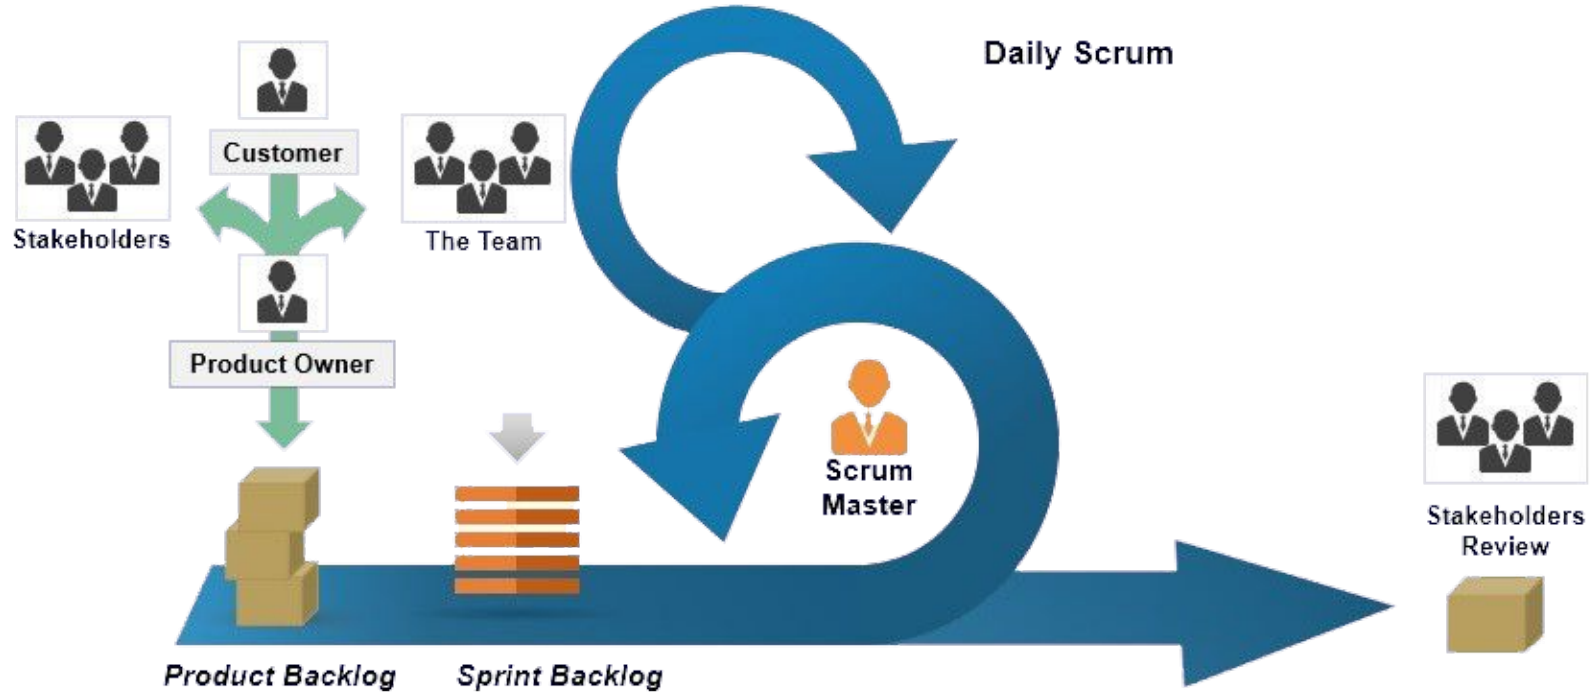 Daily Scrum
Customer
Stakeholders
The Team
Product Owner
Scrum
Master
Stakeholders
Review
Product Backlog
Sprint Backlog